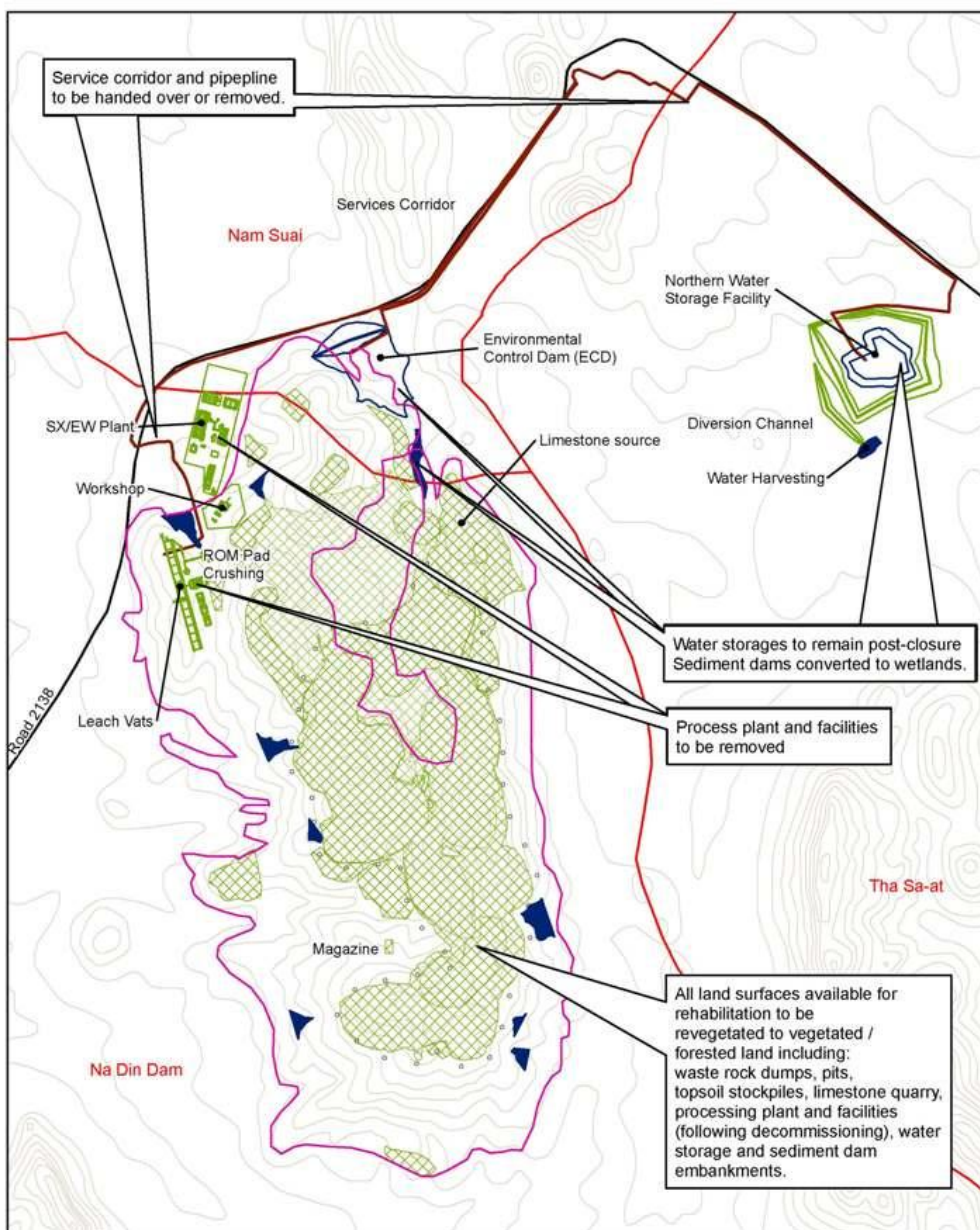 Service corridor and pipepline
to be handed over or removed.
Services Corridor
Nam Suai
Northern Water
Storage Facility
Environmental
Control Dam (ECD)
SX/EW Plant
Diversion Channel
Limestone source
Water Harvesting
Workshop
ROM Pad
Crushing
Water storages to remain post-closure
Sediment dams converted to wetlands.
Leach Vats
Road 2138
Process plant and facilities
to be removed
Tha Sa-at
Magazine
All land surfaces available for
rehabilitation to be
revegetated to vegetated /
forested land including:
waste rock dumps, pits,
topsoil stockpiles, limestone quarry,
processing plant and facilities
(following decommissioning), water
storage and sediment dam
embankments.
Na Din Dam